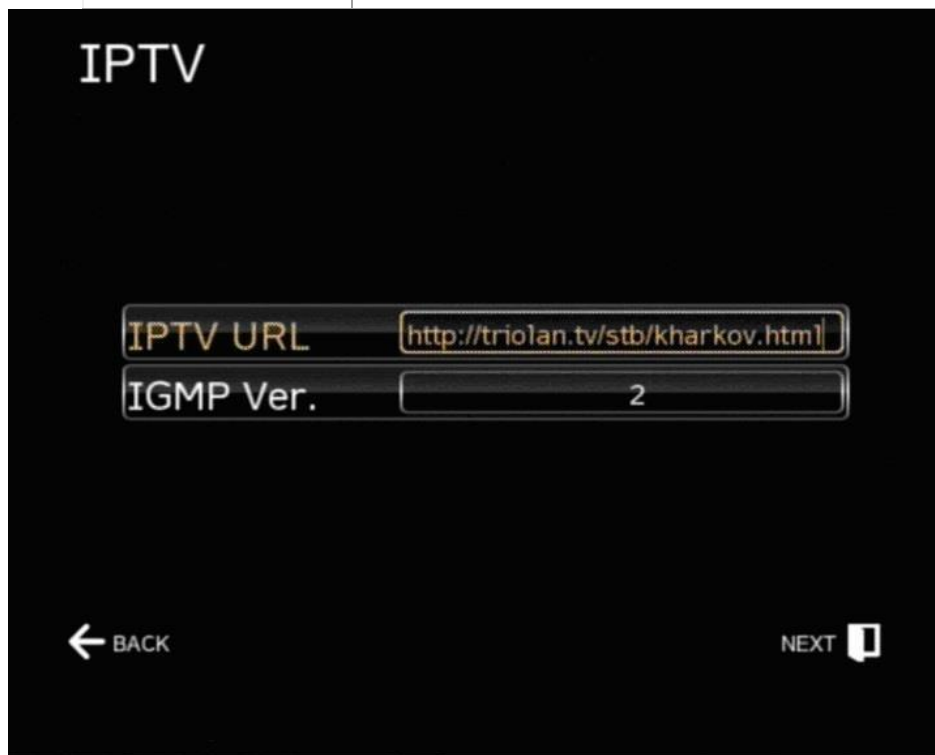 IPTV
IPTV URL http://triolan.tv/stb/kharkov.html
IGMP Ver. 2
BACK NEXT